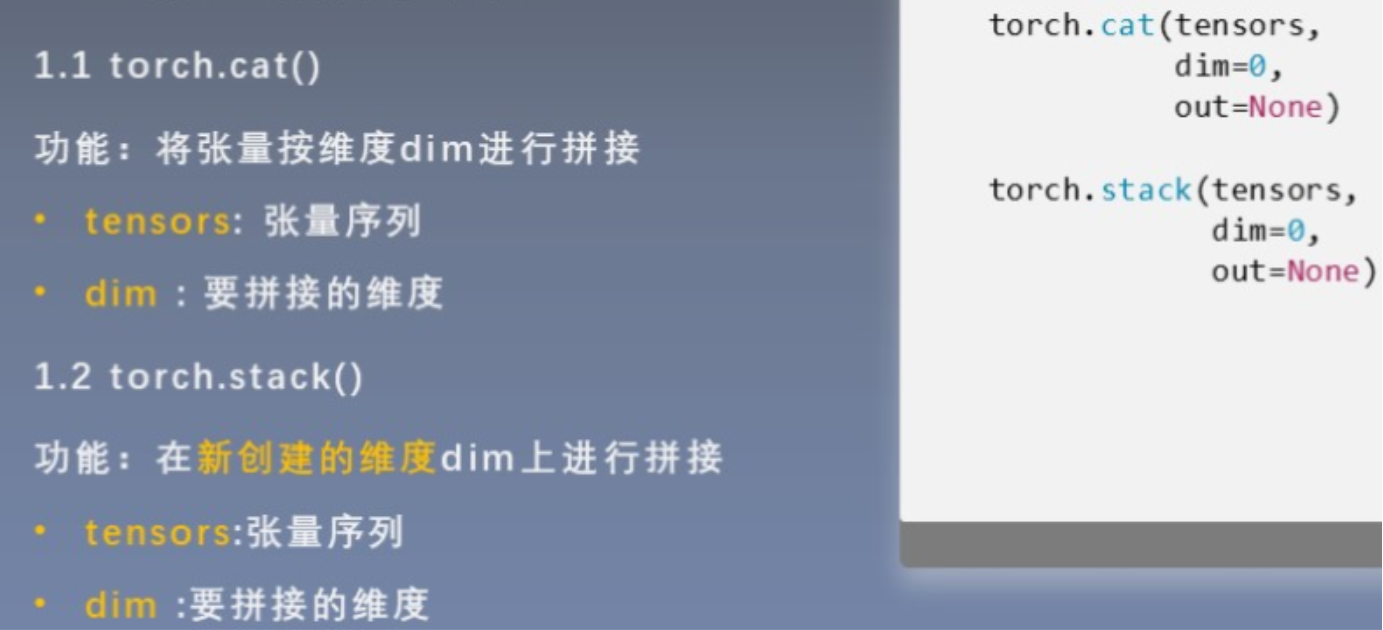 1.1 torch.cat()
功能：将张量按维度dim进行拼接
• tensors: 张量序列
• dim : 要拼接的维度
1.2 torch.stack()
功能：在新创建的维度dim上进行拼接
• tensors:张量序列
• dim :要拼接的维度
torch.cat(tensors,
dim=0,
out=None)
torch.stack(tensors,
dim=0,
out=None)